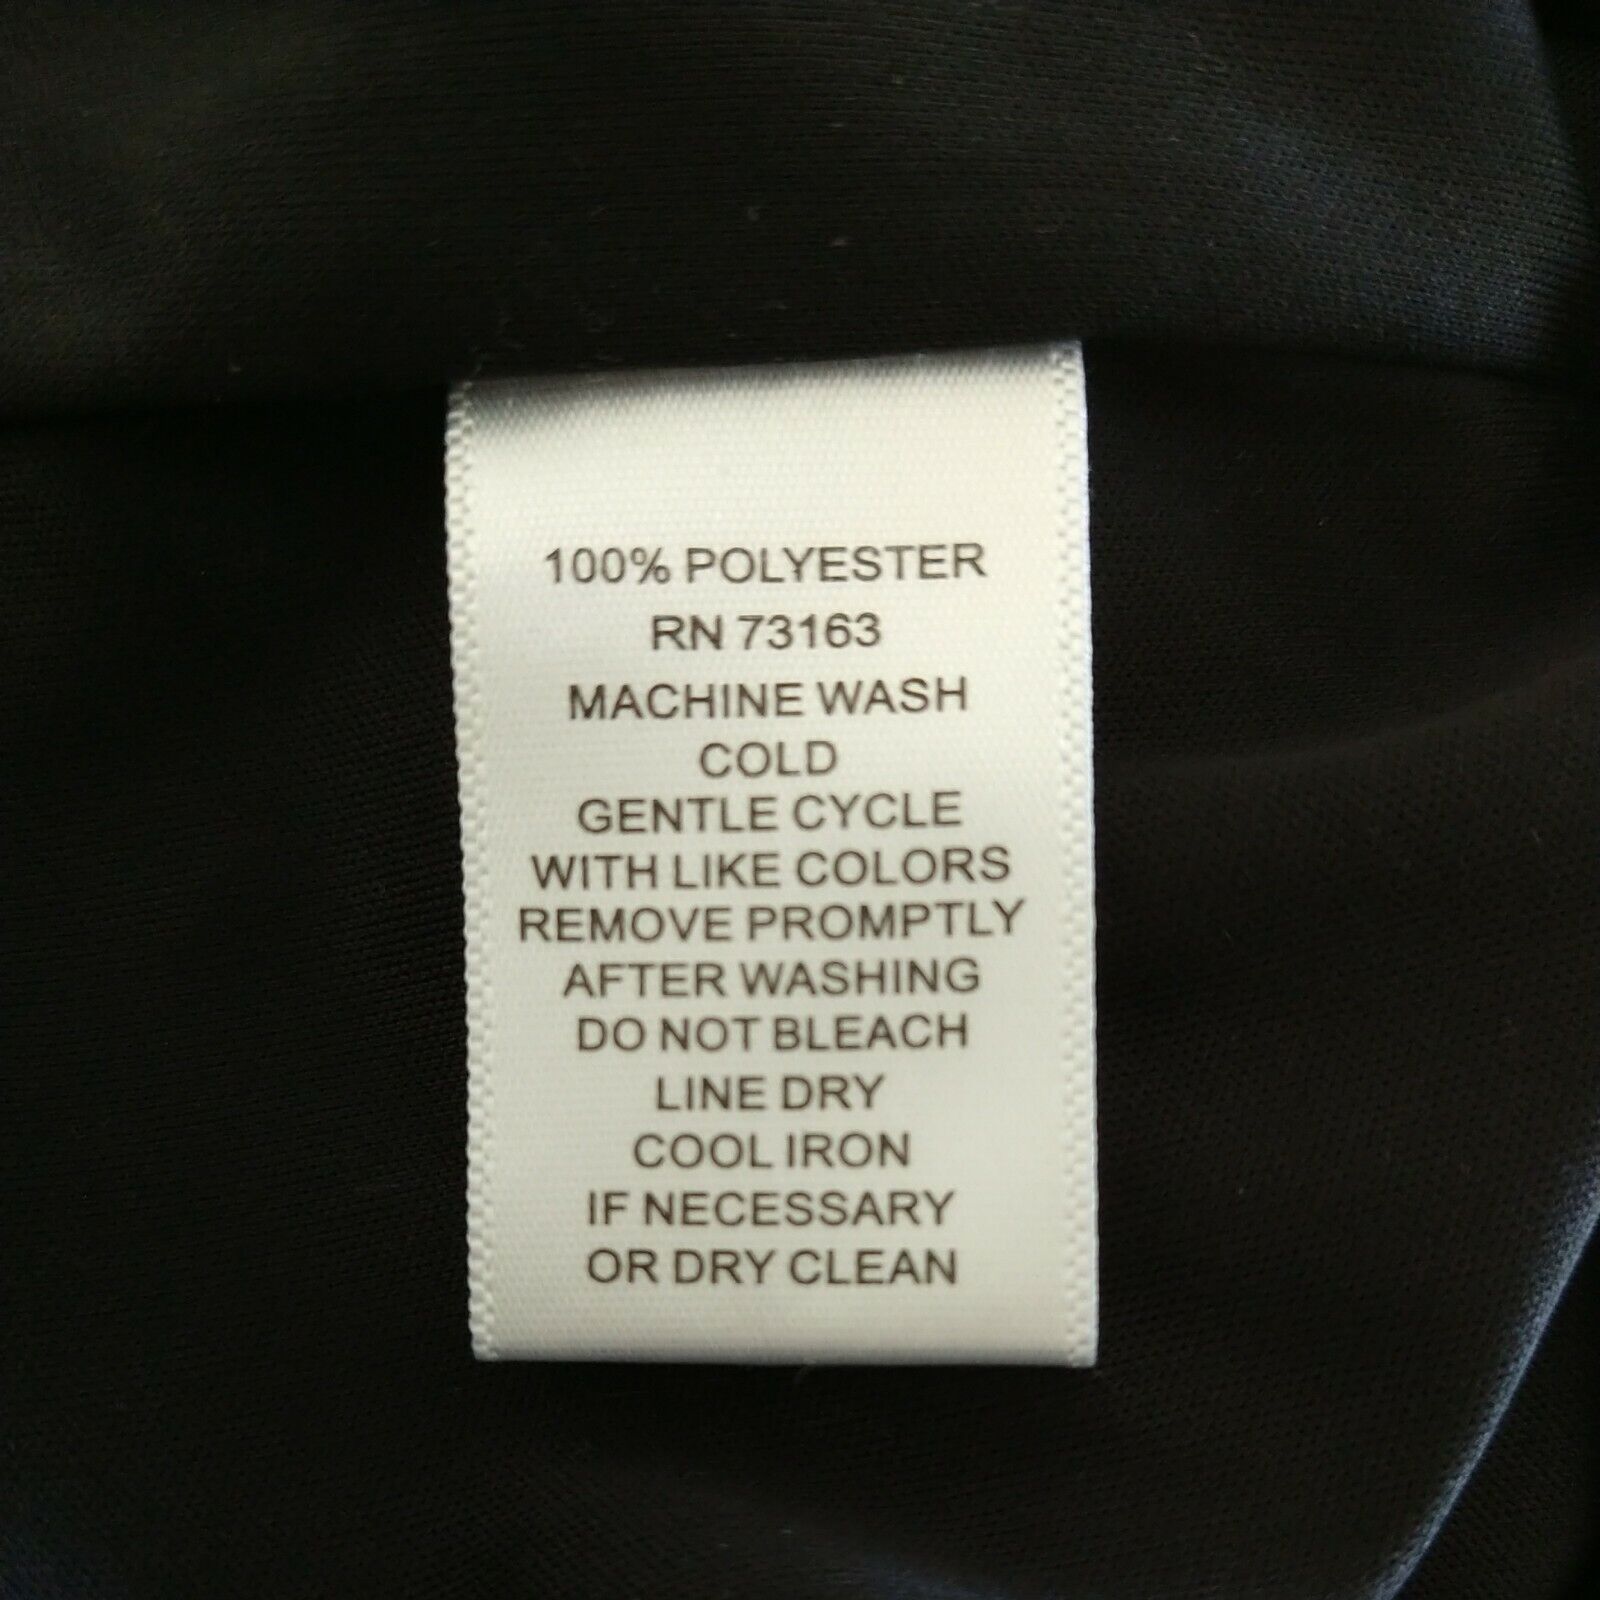 100% POLYESTER
RN 73163
MACHINE WASH
COLD
GENTLE CYCLE
WITH LIKE COLORS
REMOVE PROMPTLY
AFTER WASHING
DO NOT BLEACH
LINE DRY
COOL IRON
IF NECESSARY
OR DRY CLEAN